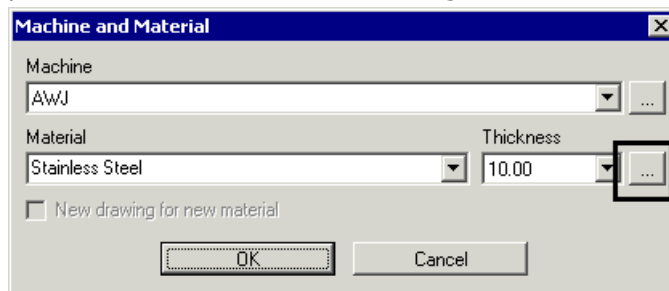 Machine and Material
Machine
AWJ
...
Material
Thickness
Stainless Steel
10.00
...
New drawing for new material
OK
Cancel